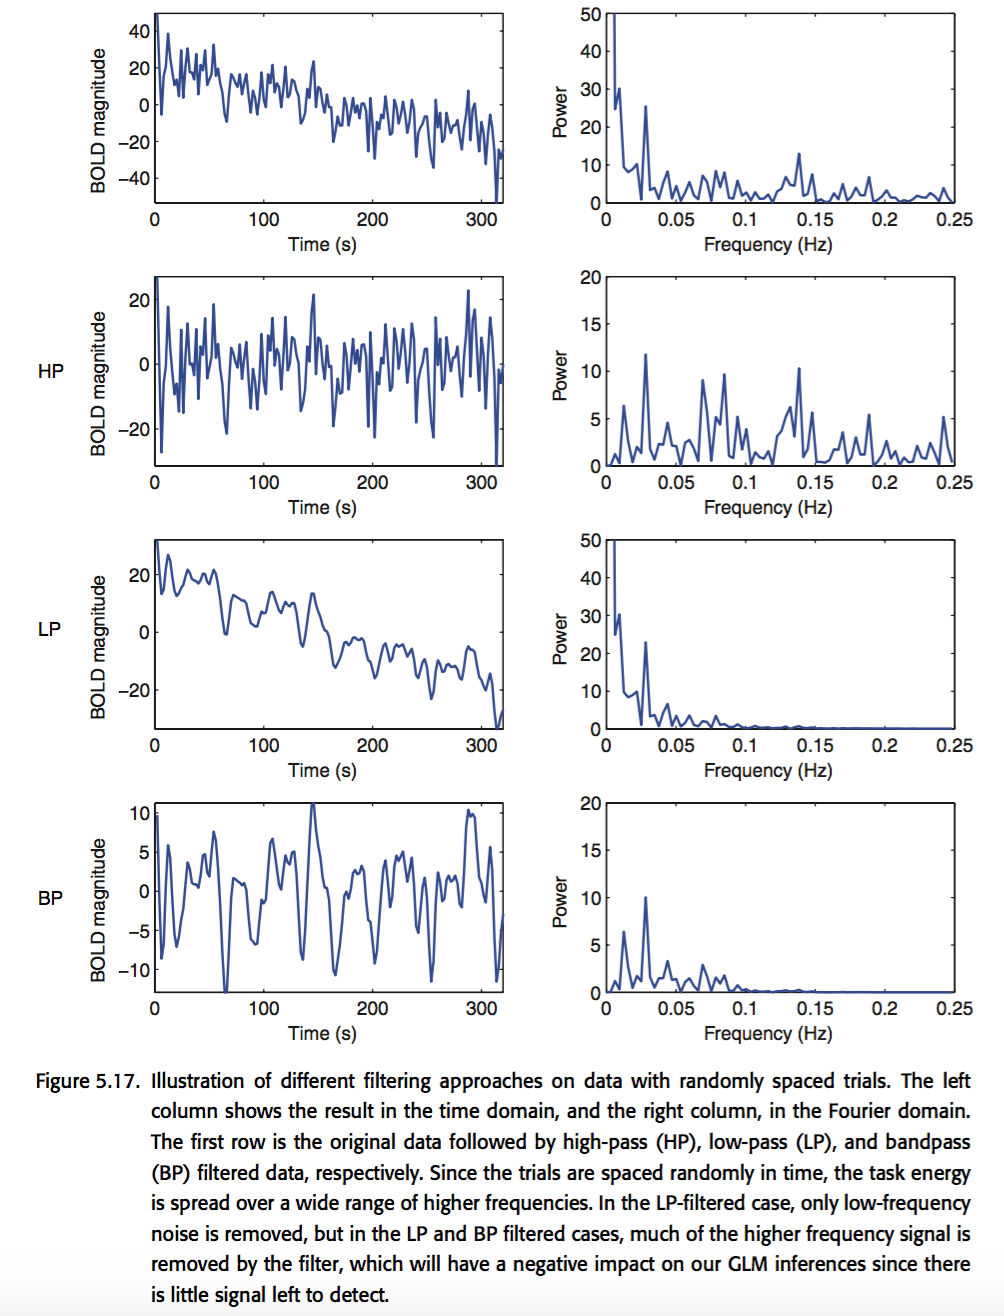 40
20
0
−20
−40
BOLD magnitude
0 100 200 300
Time (s)
50
40
30
20
10
0
Power
0 0.05 0.1 0.15 0.2 0.25
Frequency (Hz)
HP
20
0
−20
BOLD magnitude
0 100 200 300
Time (s)
20
15
10
5
0
Power
0 0.05 0.1 0.15 0.2 0.25
Frequency (Hz)
LP
20
0
−20
BOLD magnitude
0 100 200 300
Time (s)
50
40
30
20
10
0
Power
0 0.05 0.1 0.15 0.2 0.25
Frequency (Hz)
BP
10
5
0
−5
−10
BOLD magnitude
0 100 200 300
Time (s)
20
15
10
5
0
Power
0 0.05 0.1 0.15 0.2 0.25
Frequency (Hz)
Figure 5.17. Illustration of different filtering approaches on data with randomly spaced trials. The left
column shows the result in the time domain, and the right column, in the Fourier domain.
The first row is the original data followed by high-pass (HP), low-pass (LP), and bandpass
(BP) filtered data, respectively. Since the trials are spaced randomly in time, the task energy
is spread over a wide range of higher frequencies. In the LP-filtered case, only low-frequency
noise is removed, but in the LP and BP filtered cases, much of the higher frequency signal is
removed by the filter, which will have a negative impact on our GLM inferences since there
is little signal left to detect.